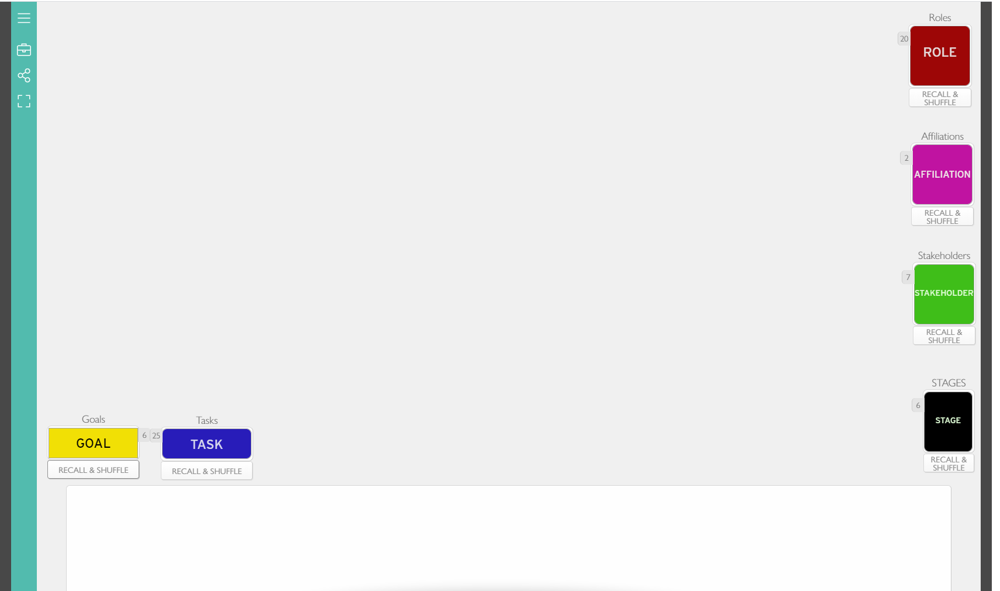 Roles
20
ROLE
RECALL &
SHUFFLE
Affiliations
2
AFFILIATION
RECALL &
SHUFFLE
Stakeholders
7
STAKEHOLDER
RECALL &
SHUFFLE
STAGES
6
STAGE
RECALL &
SHUFFLE
Goals
GOAL
6
RECALL & SHUFFLE
Tasks
25
TASK
RECALL & SHUFFLE